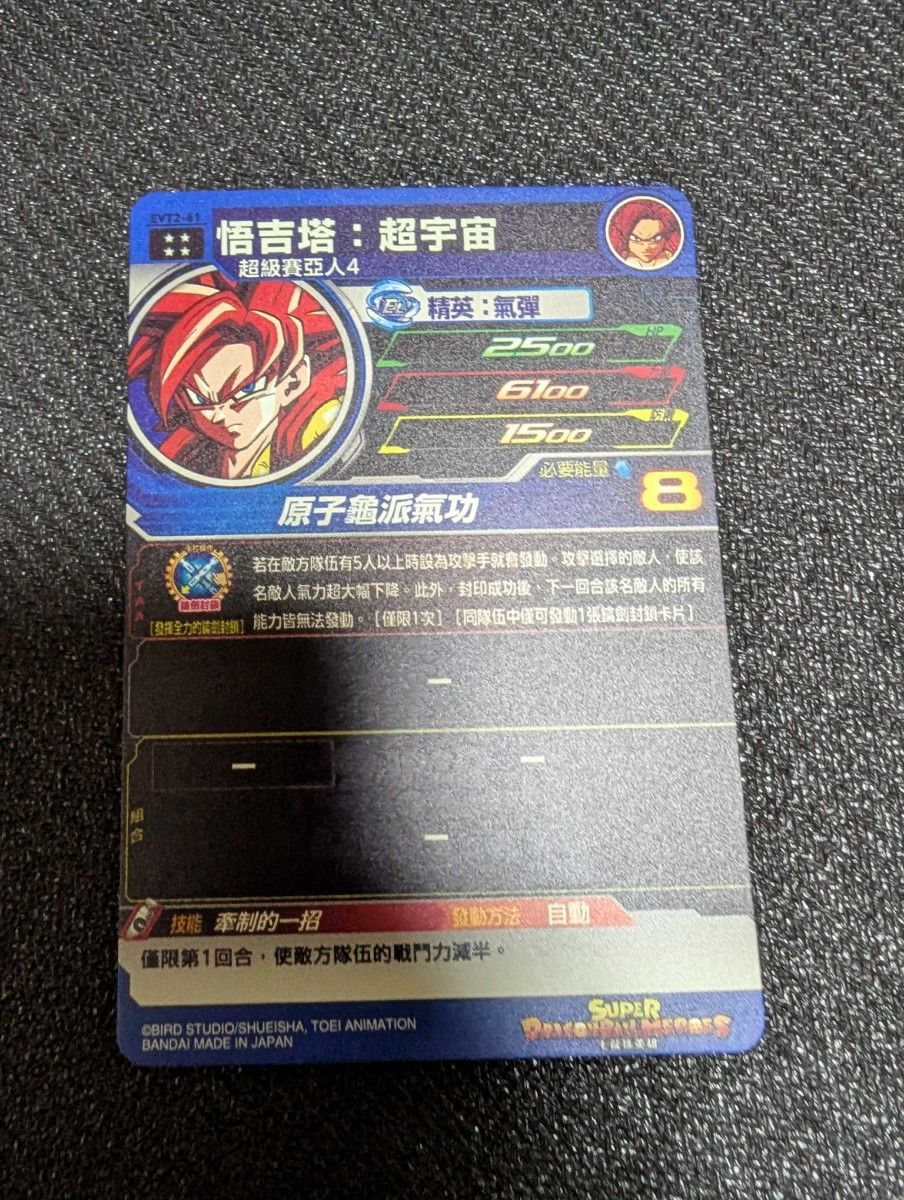 EVT2-61
悟吉塔：超宇宙
超級賽亞人4
精英：氣彈
HP
2500
6100
1500
必要能量
8
原子龜派氣功
若在敵方隊伍有5人以上時設為攻擊手就會發動。攻擊選擇的敵人，使該
名敵人氣力超大幅下降。此外，封印成功後，下一回合該名敵人的所有
能力皆無法發動。［僅限1次］［同隊伍中僅可發動1張鑰劍封鎖卡片］
鑰劍封鎖
［發揮全力的鑰劍封鎖］
—
—
—
組合
—
技能 牽制的一招 發動方法 自動
僅限第1回合，使敵方隊伍的戰鬥力減半。
©BIRD STUDIO/SHUEISHA, TOEI ANIMATION
BANDAI MADE IN JAPAN
SUPER
DRAGONBALL HEROES
七龍珠英雄